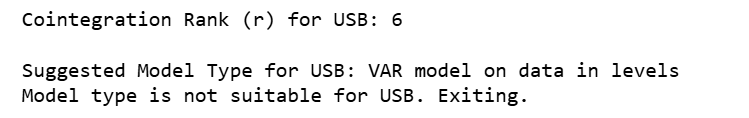 Cointegration Rank (r) for USB: 6
Suggested Model Type for USB: VAR model on data in levels
Model type is not suitable for USB. Exiting.